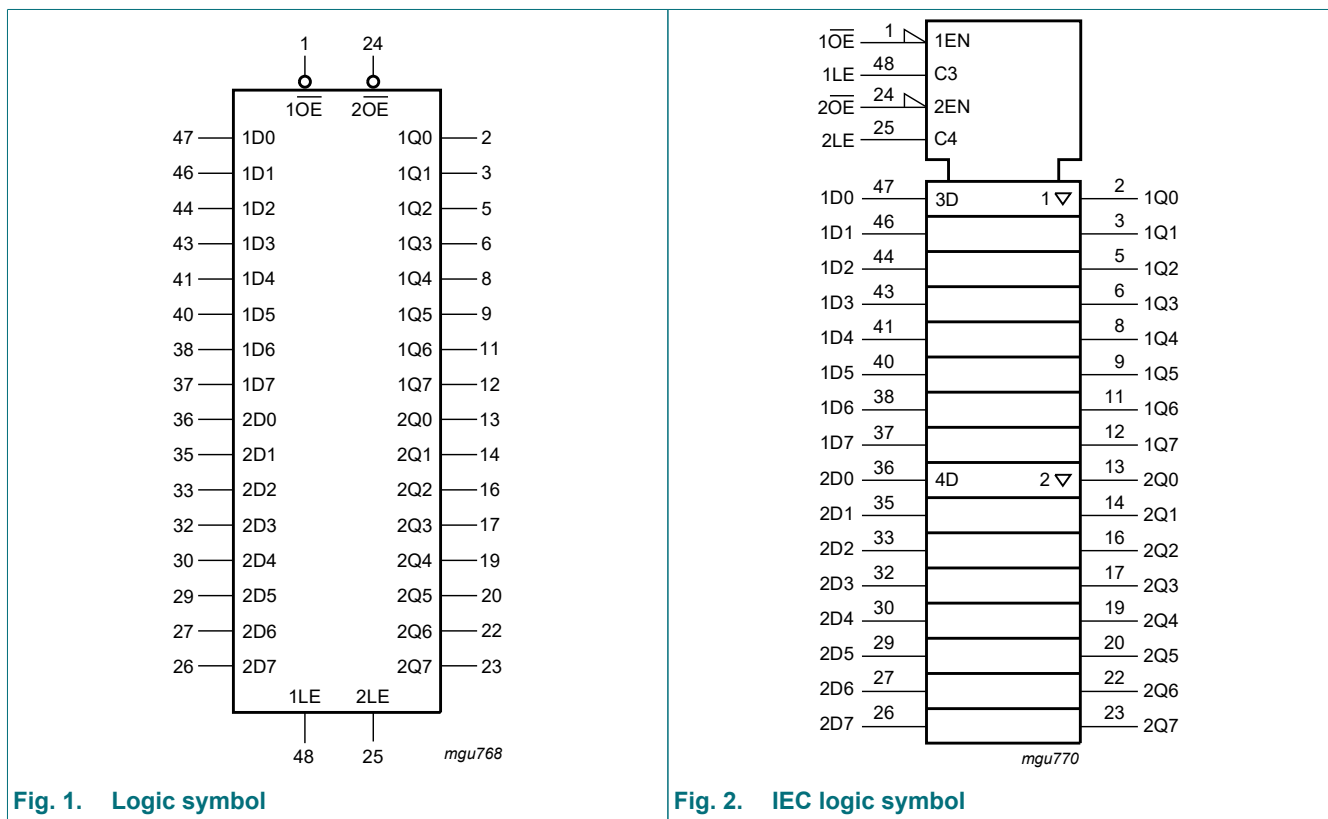 1 24
1O̅E̅ 2O̅E̅
47 1D0 1Q0 2
46 1D1 1Q1 3
44 1D2 1Q2 5
43 1D3 1Q3 6
41 1D4 1Q4 8
40 1D5 1Q5 9
38 1D6 1Q6 11
37 1D7 1Q7 12
36 2D0 2Q0 13
35 2D1 2Q1 14
33 2D2 2Q2 16
32 2D3 2Q3 17
30 2D4 2Q4 19
29 2D5 2Q5 20
27 2D6 2Q6 22
26 2D7 2Q7 23
1LE 2LE
48 25 mgu768
Fig. 1. Logic symbol
1O̅E̅ 1 1EN
1LE 48 C3
2O̅E̅ 24 2EN
2LE 25 C4
1D0 47 3D 1 ▽ 2 1Q0
1D1 46 3 1Q1
1D2 44 5 1Q2
1D3 43 6 1Q3
1D4 41 8 1Q4
1D5 40 9 1Q5
1D6 38 11 1Q6
1D7 37 12 1Q7
2D0 36 4D 2 ▽ 13 2Q0
2D1 35 14 2Q1
2D2 33 16 2Q2
2D3 32 17 2Q3
2D4 30 19 2Q4
2D5 29 20 2Q5
2D6 27 22 2Q6
2D7 26 23 2Q7
mgu770
Fig. 2. IEC logic symbol